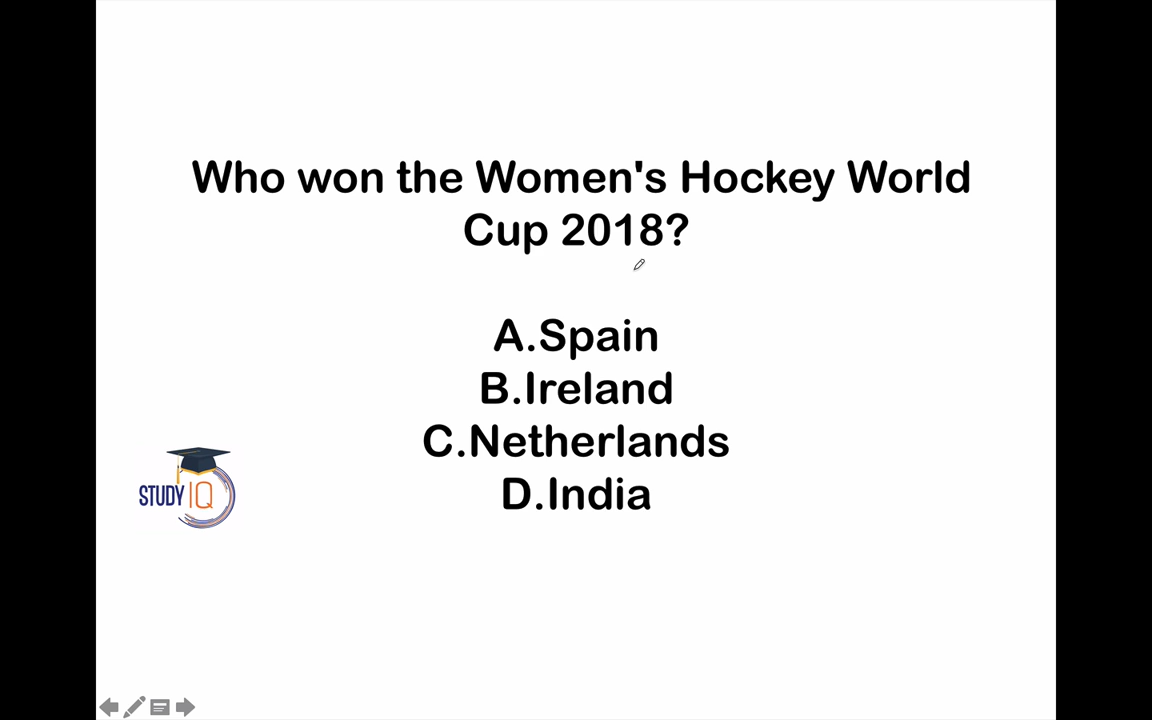 Who won the Women's Hockey World
Cup 2018?
A.Spain
B.Ireland
C.Netherlands
D.India
STUDY IQ